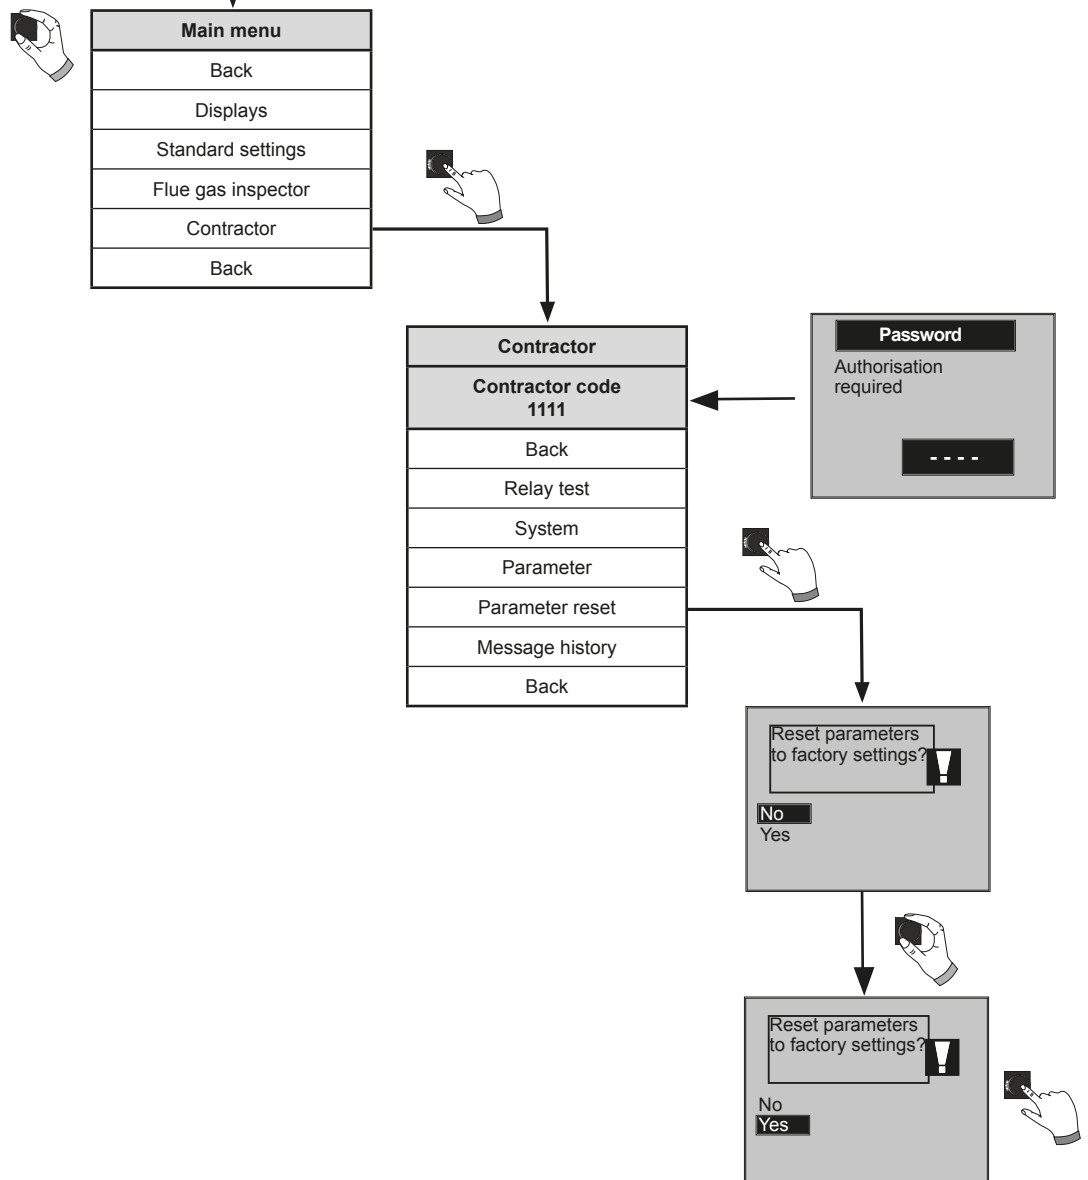 Main menu
Back
Displays
Standard settings
Flue gas inspector
Contractor
Back
Contractor
Contractor code
1111
Back
Relay test
System
Parameter
Parameter reset
Message history
Back
Password
Authorisation
required
- - - -
Reset parameters
to factory settings?
!
No
Yes
Reset parameters
to factory settings?
!
No
Yes